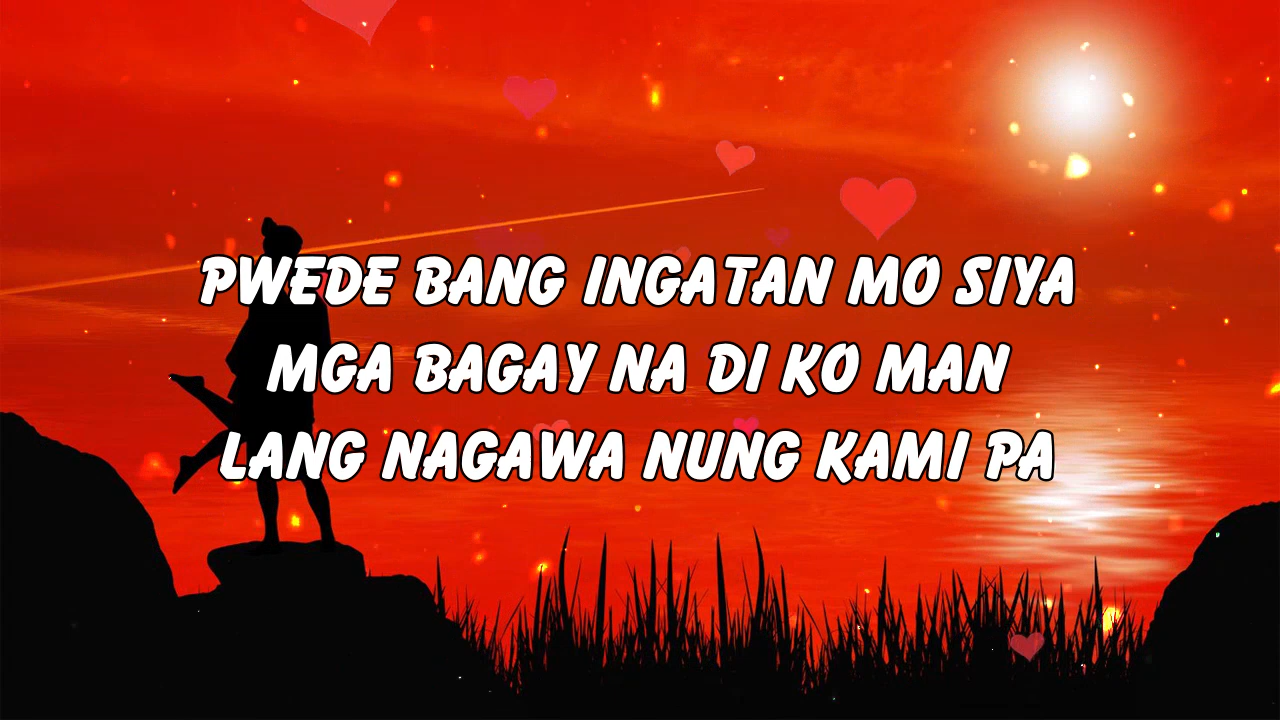 PWEDE BANG INGATAN MO SIYA
MGA BAGAY NA DI KO MAN
LANG NAGAWA NUNG KAMI PA